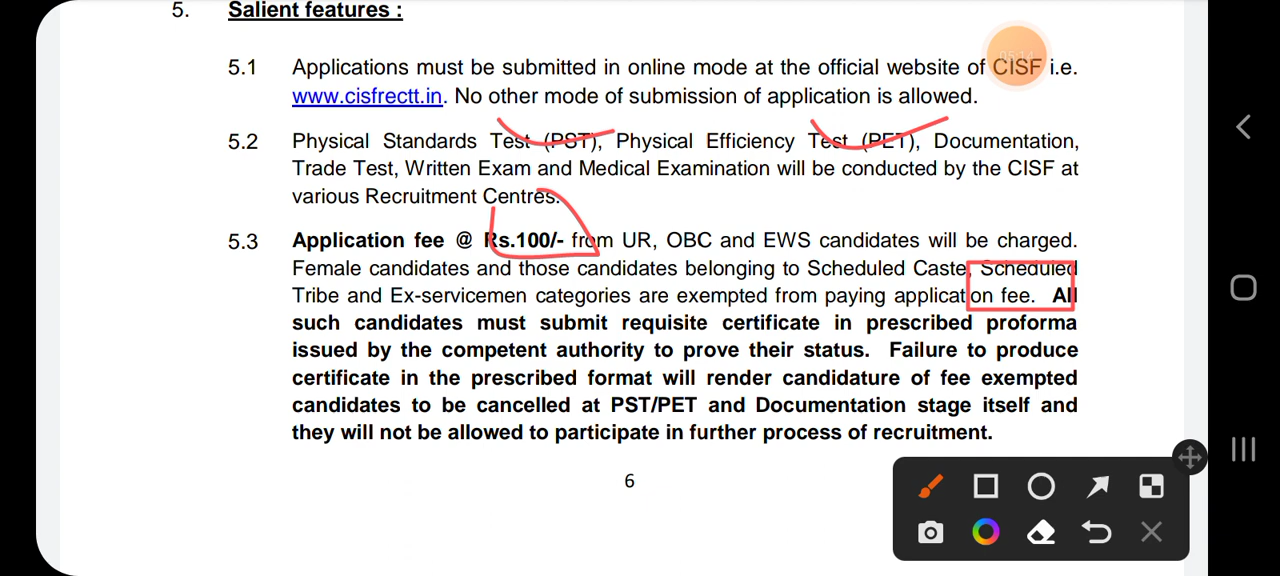 5. Salient features :
5.1 Applications must be submitted in online mode at the official website of CISF i.e.
www.cisfrectt.in. No other mode of submission of application is allowed.
5.2 Physical Standards Test (PST), Physical Efficiency Test (PET), Documentation,
Trade Test, Written Exam and Medical Examination will be conducted by the CISF at
various Recruitment Centres.
5.3 Application fee @ Rs.100/- from UR, OBC and EWS candidates will be charged.
Female candidates and those candidates belonging to Scheduled Caste, Scheduled
Tribe and Ex-servicemen categories are exempted from paying application fee. All
such candidates must submit requisite certificate in prescribed proforma
issued by the competent authority to prove their status. Failure to produce
certificate in the prescribed format will render candidature of fee exempted
candidates to be cancelled at PST/PET and Documentation stage itself and
they will not be allowed to participate in further process of recruitment.
6